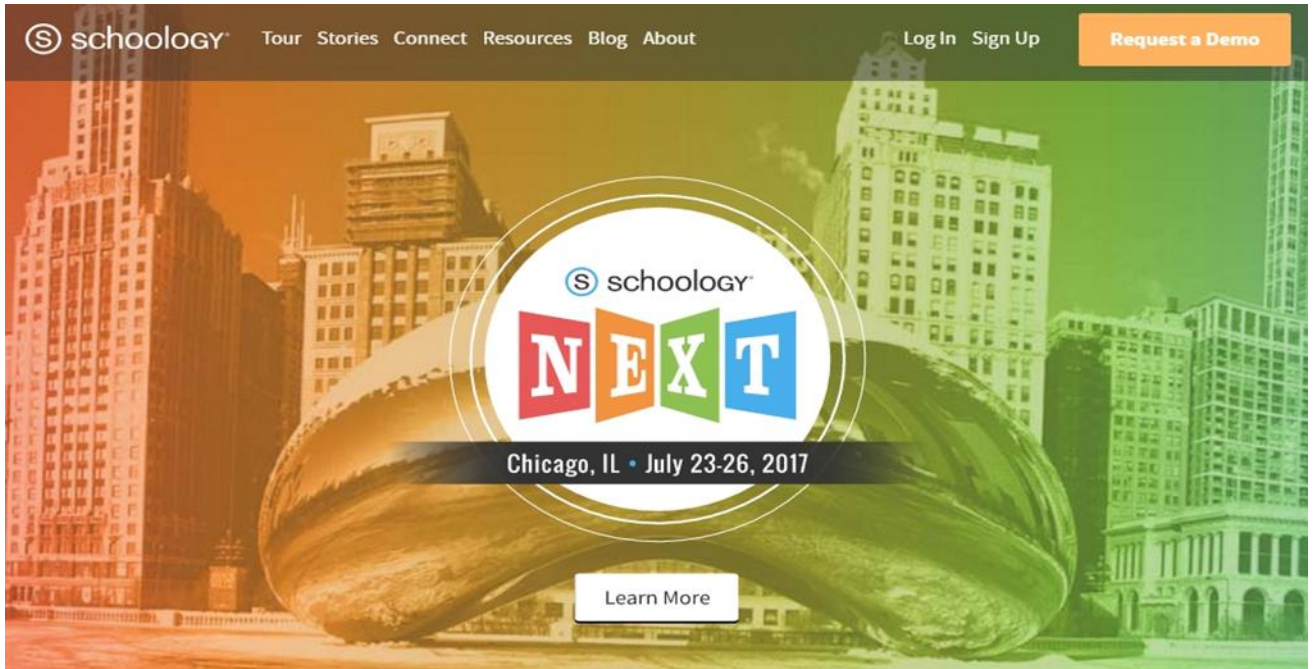 S schoology Tour Stories Connect Resources Blog About Log In Sign Up Request a Demo
S schoology
NEXT
Chicago, IL • July 23-26, 2017
Learn More